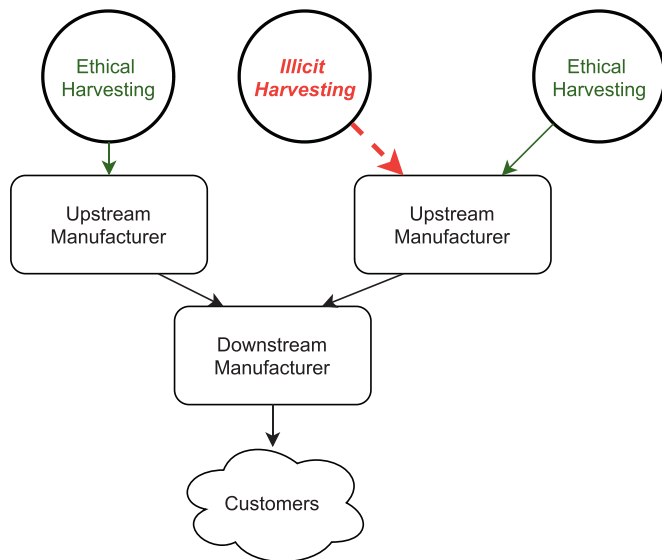 Ethical
Harvesting
Illicit
Harvesting
Ethical
Harvesting
Upstream
Manufacturer
Upstream
Manufacturer
Downstream
Manufacturer
Customers